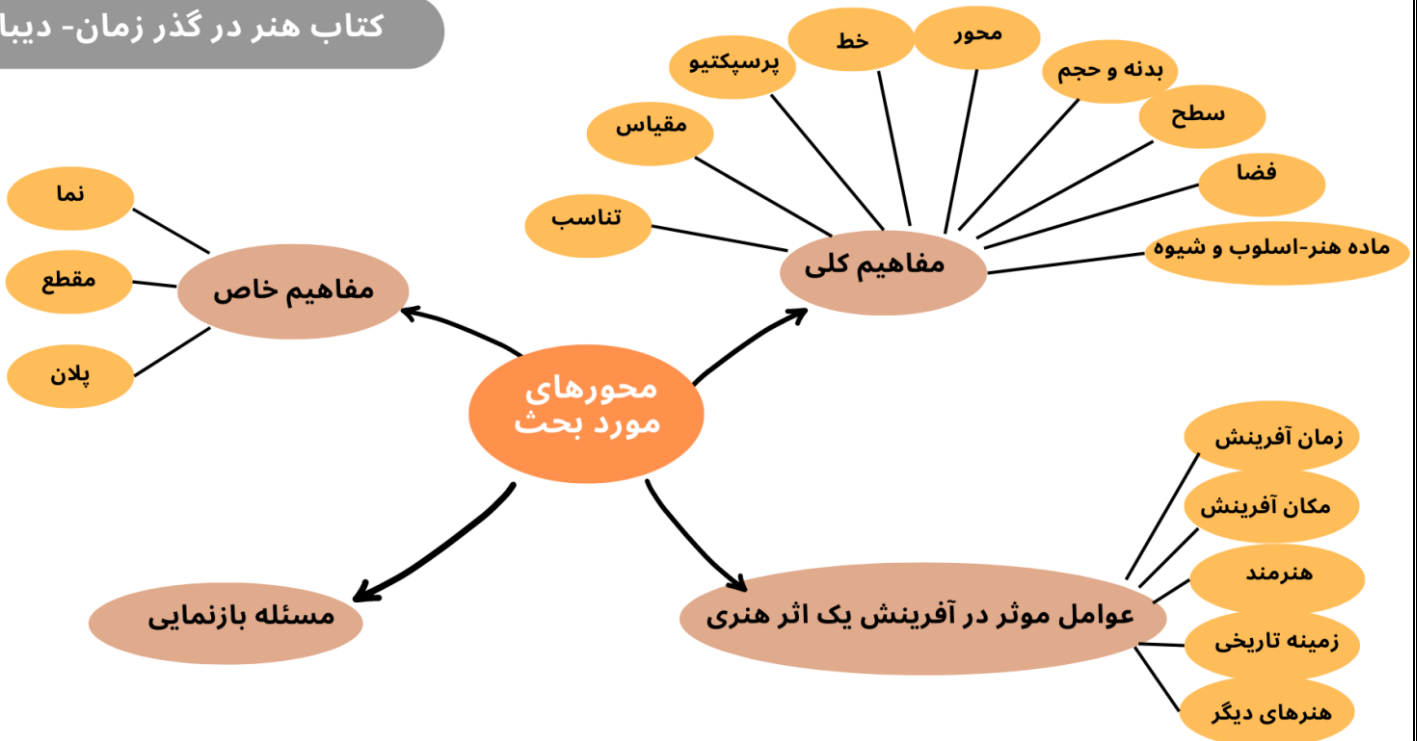 کتاب هنر در گذر زمان- دیبا
محور
خط
پرسپکتیو
بدنه و حجم
سطح
مقیاس
فضا
تناسب
ماده هنر-اسلوب و شیوه
مفاهیم کلی
نما
مقطع
پلان
مفاهیم خاص
محورهای
مورد بحث
زمان آفرینش
مکان آفرینش
هنرمند
زمینه تاریخی
هنرهای دیگر
عوامل موثر در آفرینش یک اثر هنری
مسئله بازنمایی